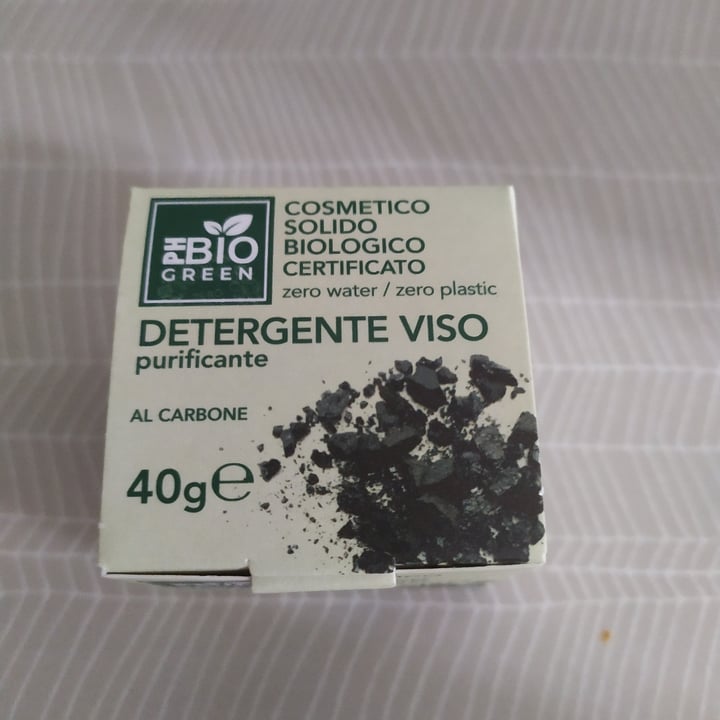 PH BIO
GREEN
COSMETICO
SOLIDO
BIOLOGICO
CERTIFICATO
zero water / zero plastic
DETERGENTE VISO
purificante
AL CARBONE
40g℮